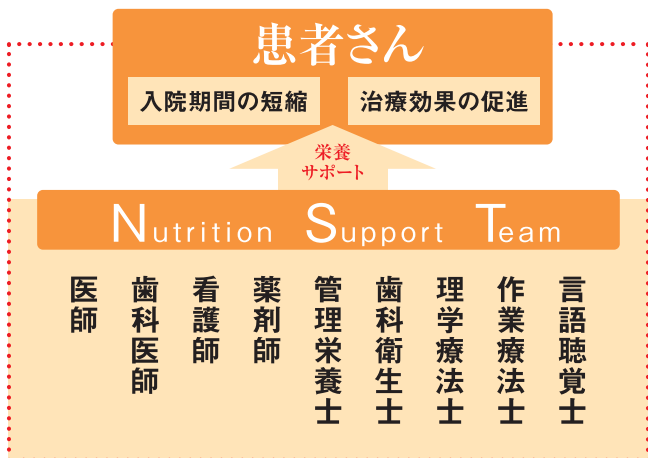 患者さん
入院期間の短縮
治療効果の促進
栄養
サポート
Nutrition Support Team
医師
歯科医師
看護師
薬剤師
管理栄養士
歯科衛生士
理学療法士
作業療法士
言語聴覚士